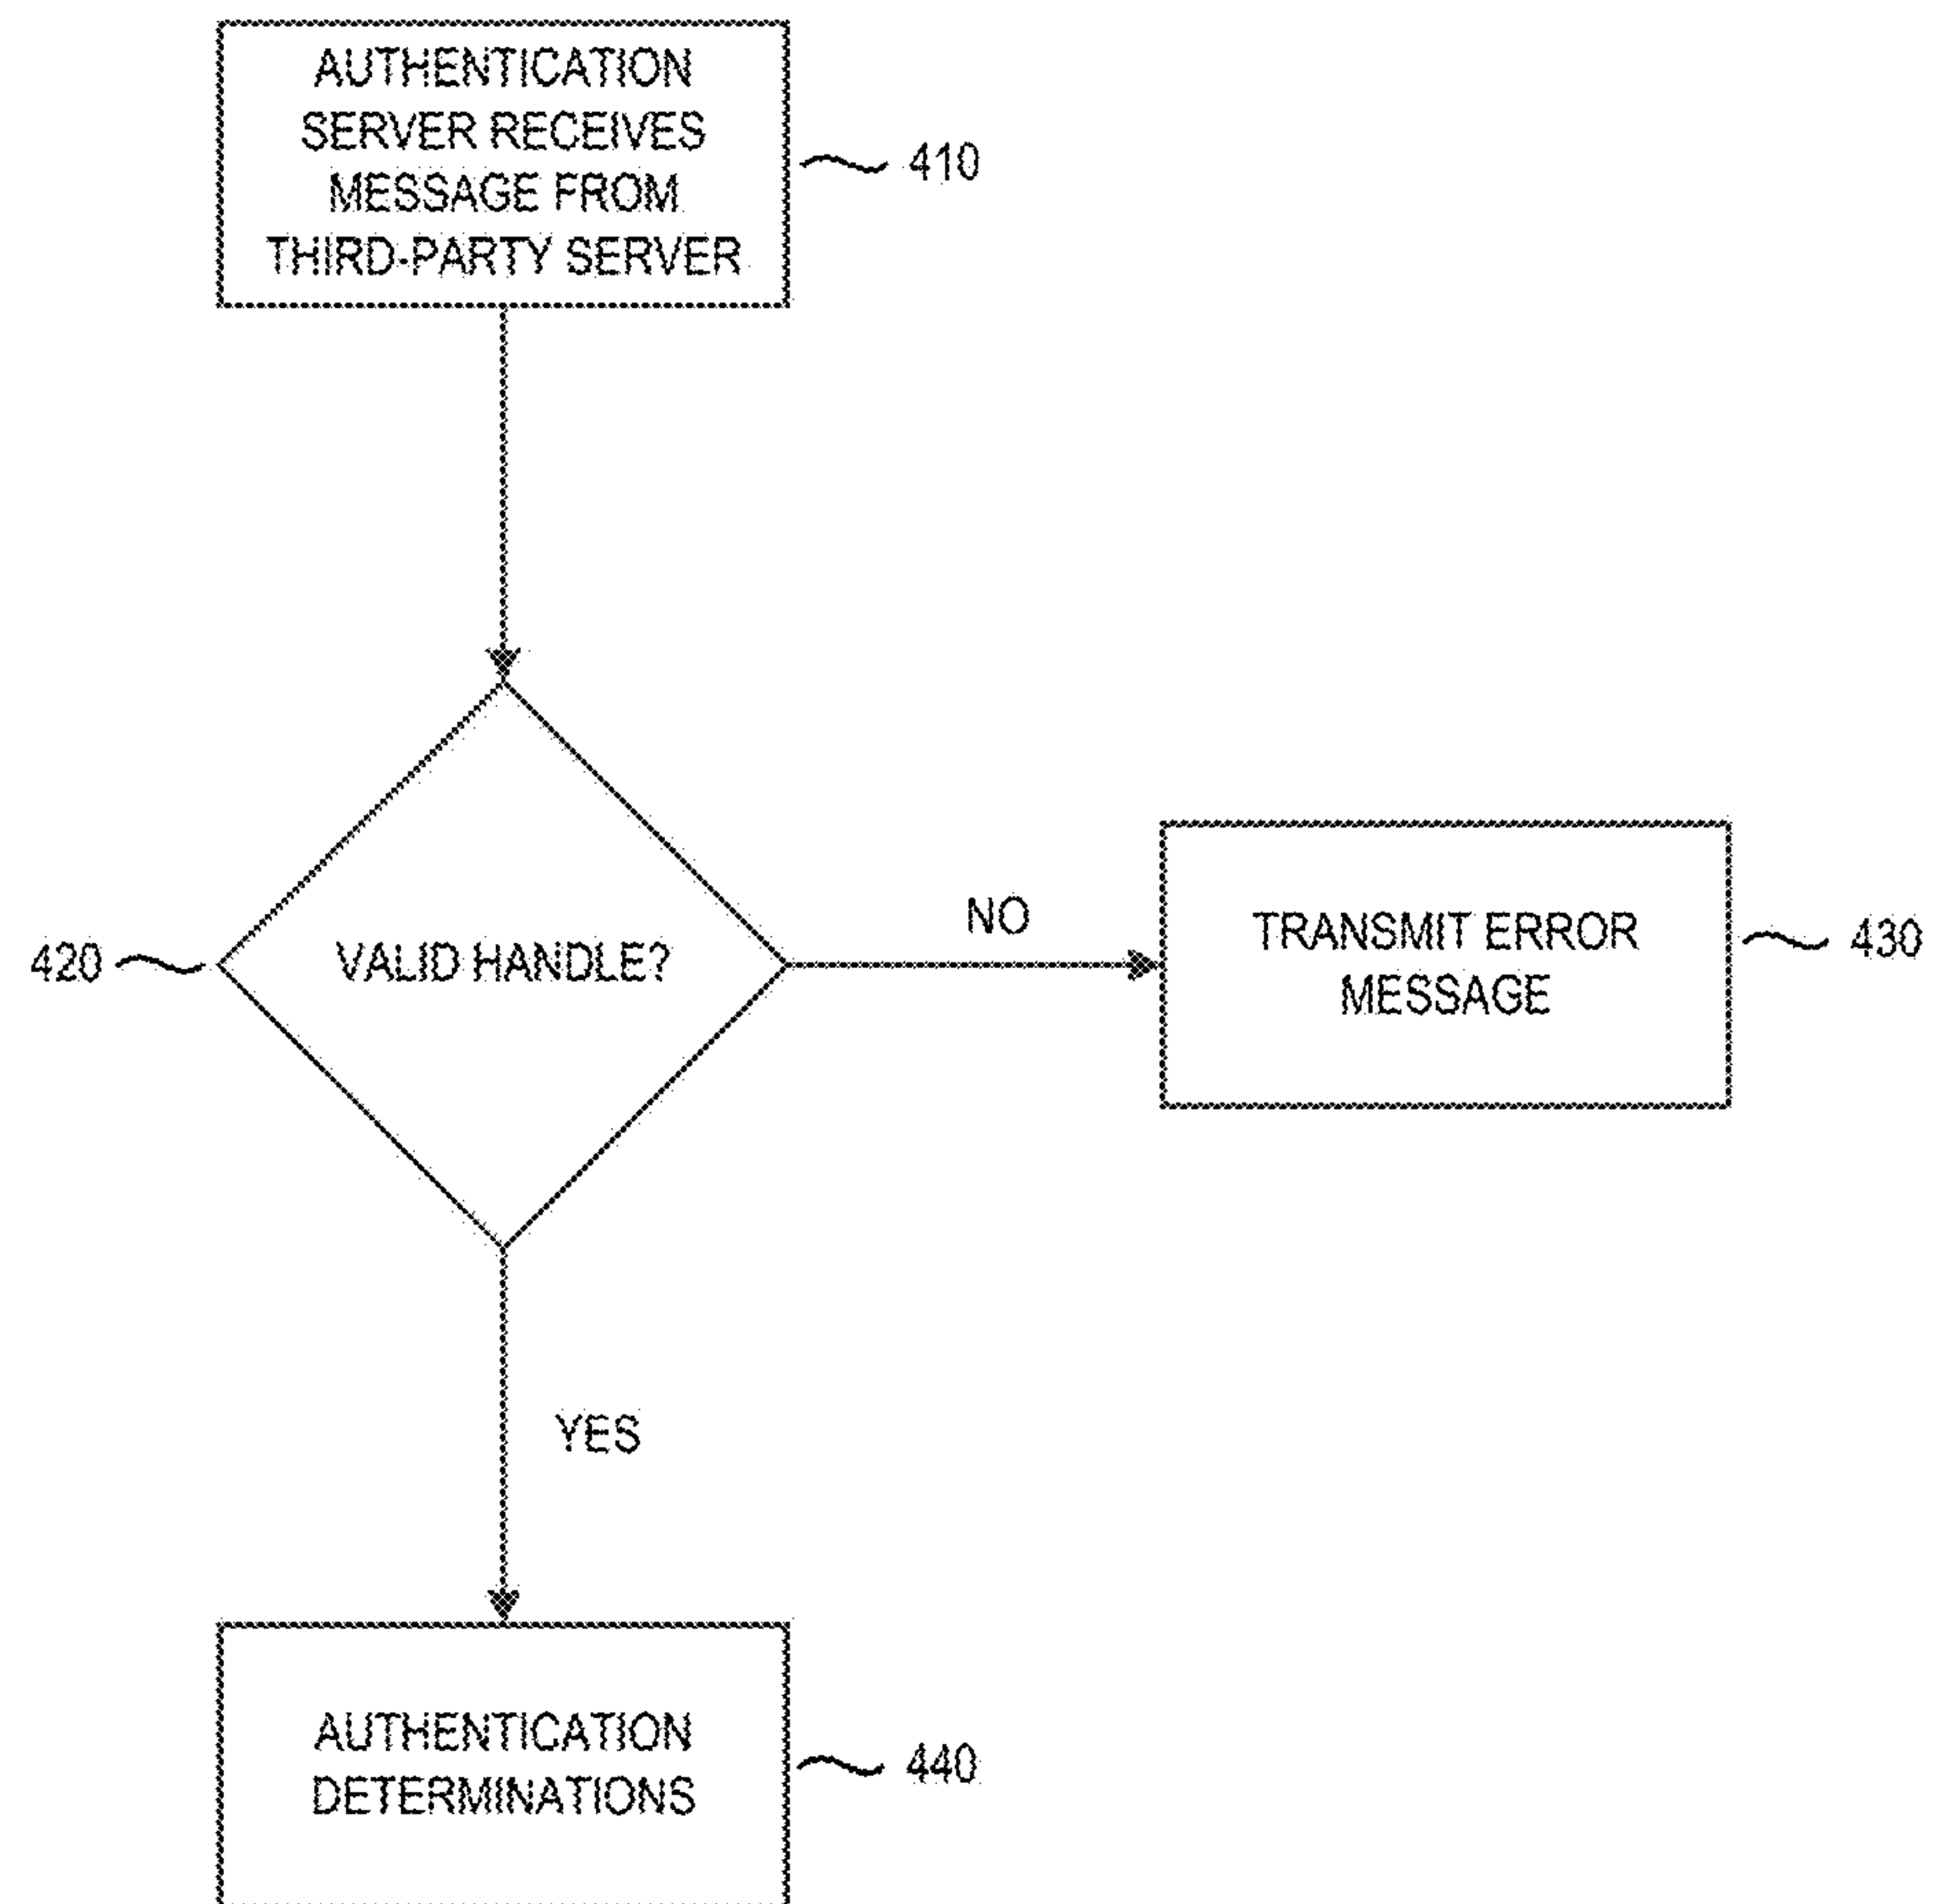 AUTHENTICATION
SERVER RECEIVES
MESSAGE FROM
THIRD-PARTY SERVER
410
420
VALID HANDLE?
NO
TRANSMIT ERROR
MESSAGE
430
YES
AUTHENTICATION
DETERMINATIONS
440